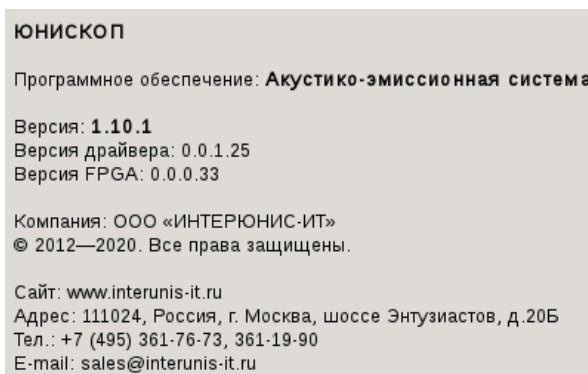 ЮНИСКОП
Программное обеспечение: Акустико-эмиссионная система
Версия: 1.10.1
Версия драйвера: 0.0.1.25
Версия FPGA: 0.0.0.33
Компания: ООО «ИНТЕРЮНИС-ИТ»
© 2012—2020. Все права защищены.
Сайт: www.interunis-it.ru
Адрес: 111024, Россия, г. Москва, шоссе Энтузиастов, д.20Б
Тел.: +7 (495) 361-76-73, 361-19-90
E-mail: sales@interunis-it.ru